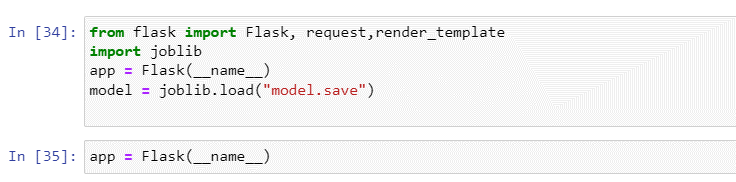 In [34]: from flask import Flask, request,render_template
import joblib
app = Flask(__name__)
model = joblib.load("model.save")
In [35]: app = Flask(__name__)